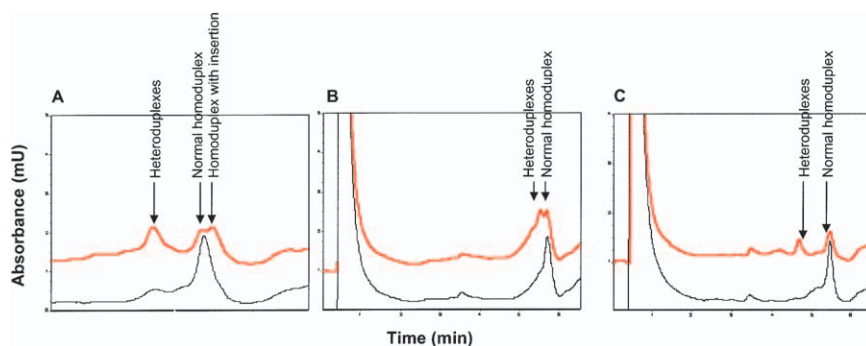 A
B
C
Heteroduplexes
Normal homoduplex
Homoduplex with insertion
Heteroduplexes
Normal homoduplex
Heteroduplexes
Normal homoduplex
Absorbance (mU)
Time (min)